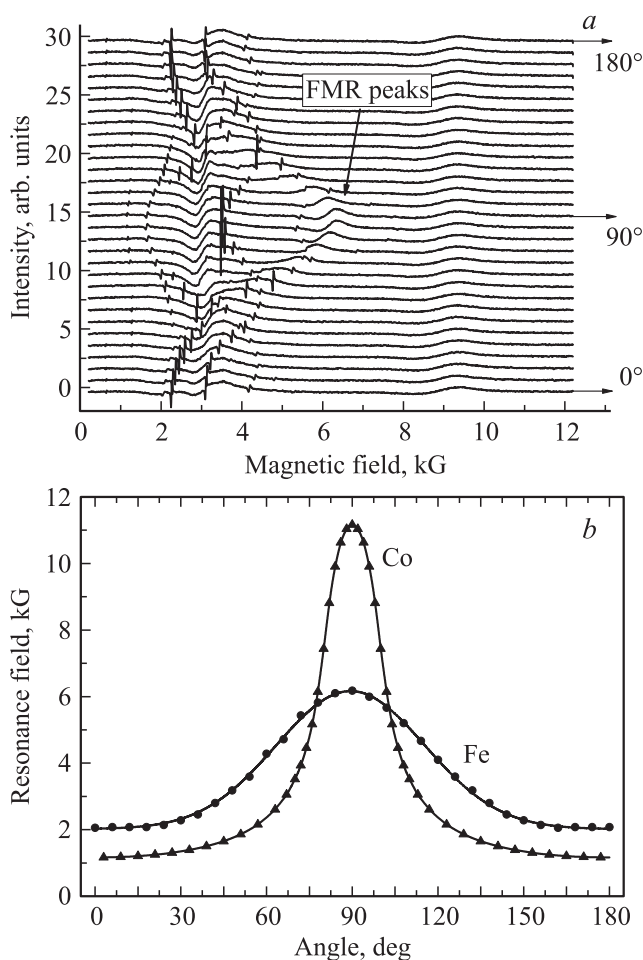 a
30
25
20
15
10
5
0
Intensity, arb. units
FMR peaks
180°
90°
0°
0 2 4 6 8 10 12
Magnetic field, kG
b
12
10
8
6
4
2
0
Resonance field, kG
Co
Fe
0 30 60 90 120 150 180
Angle, deg